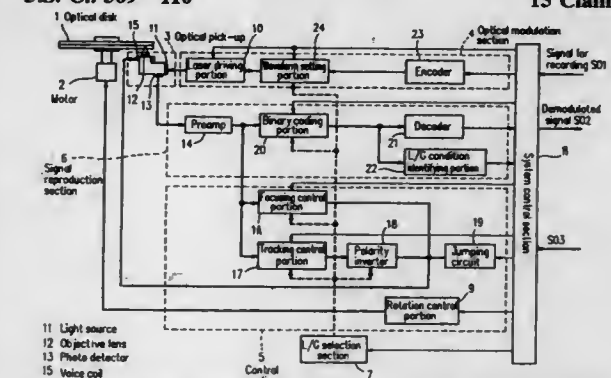 15 Clai
1 Optical disk
15
11
3 Optical pick-up
10
24
4 Optical modulation section
23
Laser driving portion
Waveform setting portion
Encoder
Signal for recording S01
2
Motor
12
13
Demodulated signal S02
Preamp
14
Binary coding portion
20
Decoder
21
L/G condition identifying portion
22
6
Signal reproduction section
8
System control section
Focusing control portion
16
18
19
Tracking control portion
17
Polarity inverter
Jumping circuit
S03
9
Rotation control portion
11 Light source
12 Objective lens
13 Photo detector
15 Voice coil
5
Control
L/G selection section
7